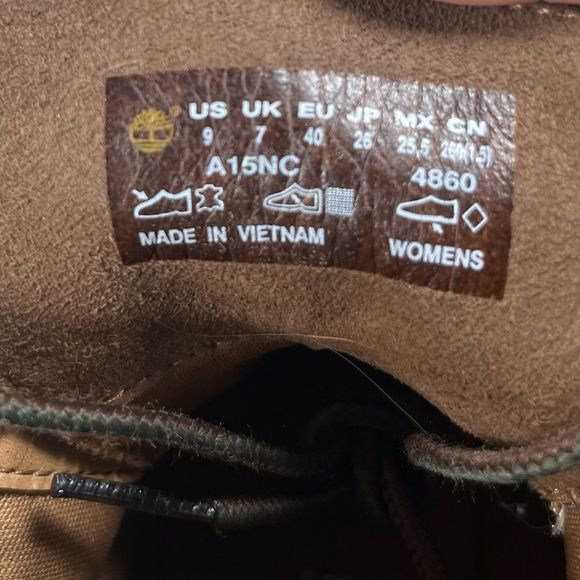 US UK EU JP MX CN
9 7 40 26 25.5 260(1.5)
A15NC 4860
MADE IN VIETNAM WOMENS